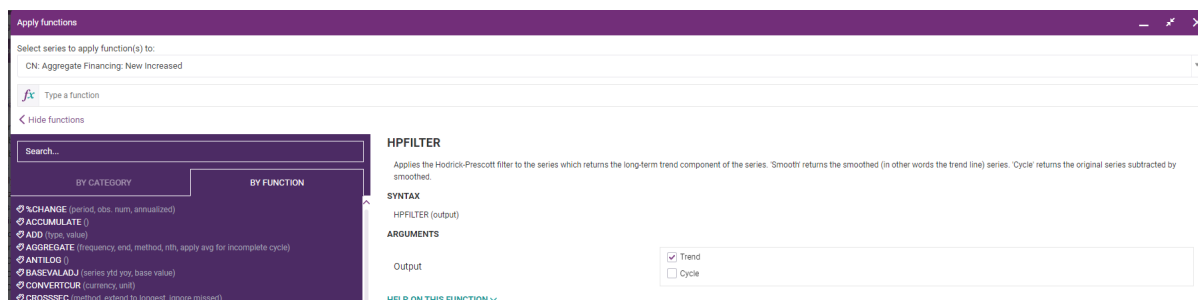 Apply functions
Select series to apply function(s) to:
CN: Aggregate Financing: New Increased
fx Type a function
Hide functions
Search...
BY CATEGORY
BY FUNCTION
%CHANGE (period, obs. num, annualized)
ACCUMULATE ()
ADD (type, value)
AGGREGATE (frequency, end, method, nth, apply avg for incomplete cycle)
ANTILOG ()
BASEVALADJ (series ytd yoy, base value)
CONVERTCUR (currency, unit)
CROSSSEC (method, extend to longest, ignore missed)
HPFILTER
Applies the Hodrick-Prescott filter to the series which returns the long-term trend component of the series. 'Smooth' returns the smoothed (in other words the trend line) series. 'Cycle' returns the original series subtracted by
smoothed.
SYNTAX
HPFILTER (output)
ARGUMENTS
Output
Trend
Cycle
HELP ON THIS FUNCTION